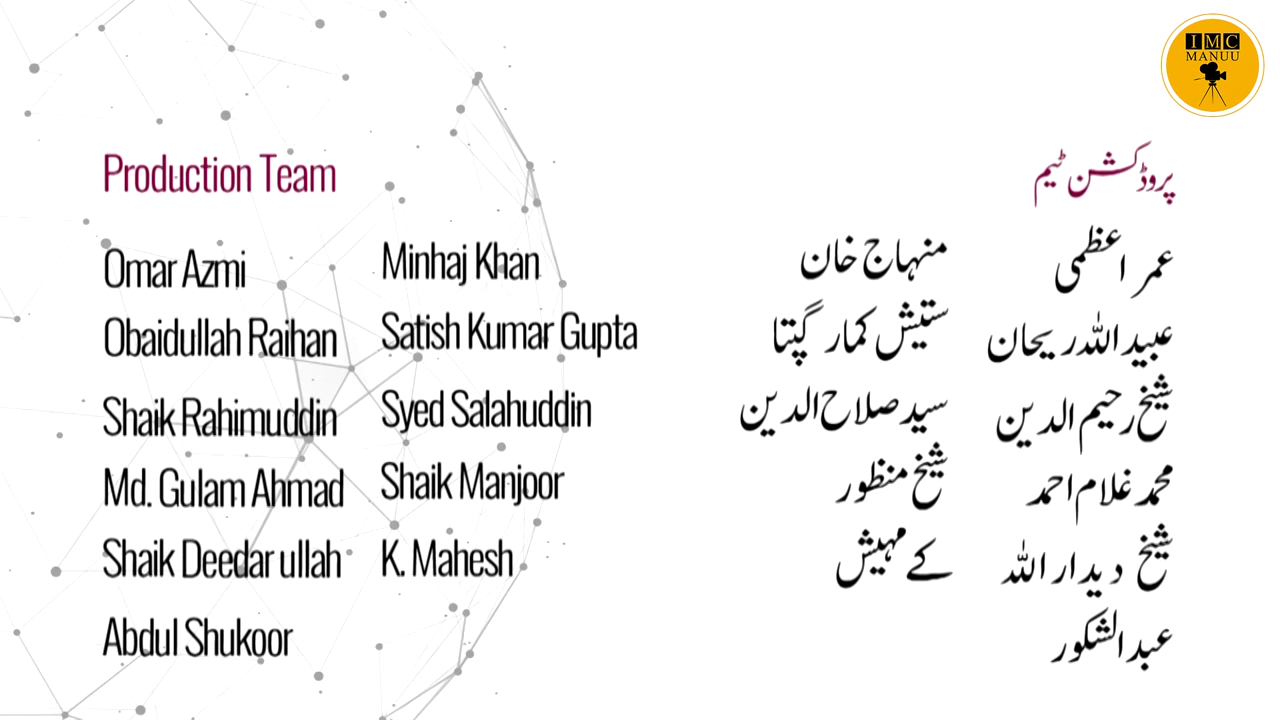 IMC
MANUU
Production Team
Omar Azmi
Obaidullah Raihan
Shaik Rahimuddin
Md. Gulam Ahmad
Shaik Deedar ullah
Abdul Shukoor
Minhaj Khan
Satish Kumar Gupta
Syed Salahuddin
Shaik Manjoor
K. Mahesh
پروڈکشن ٹیم
عمر اعظمی
عبیداللہ ریحان
شیخ رحیم الدین
محمد غلام احمد
شیخ دیدار اللہ
عبدالشکور
منہاج خان
ستیش کمار گپتا
سید صلاح الدین
شیخ منظور
کے مہیش